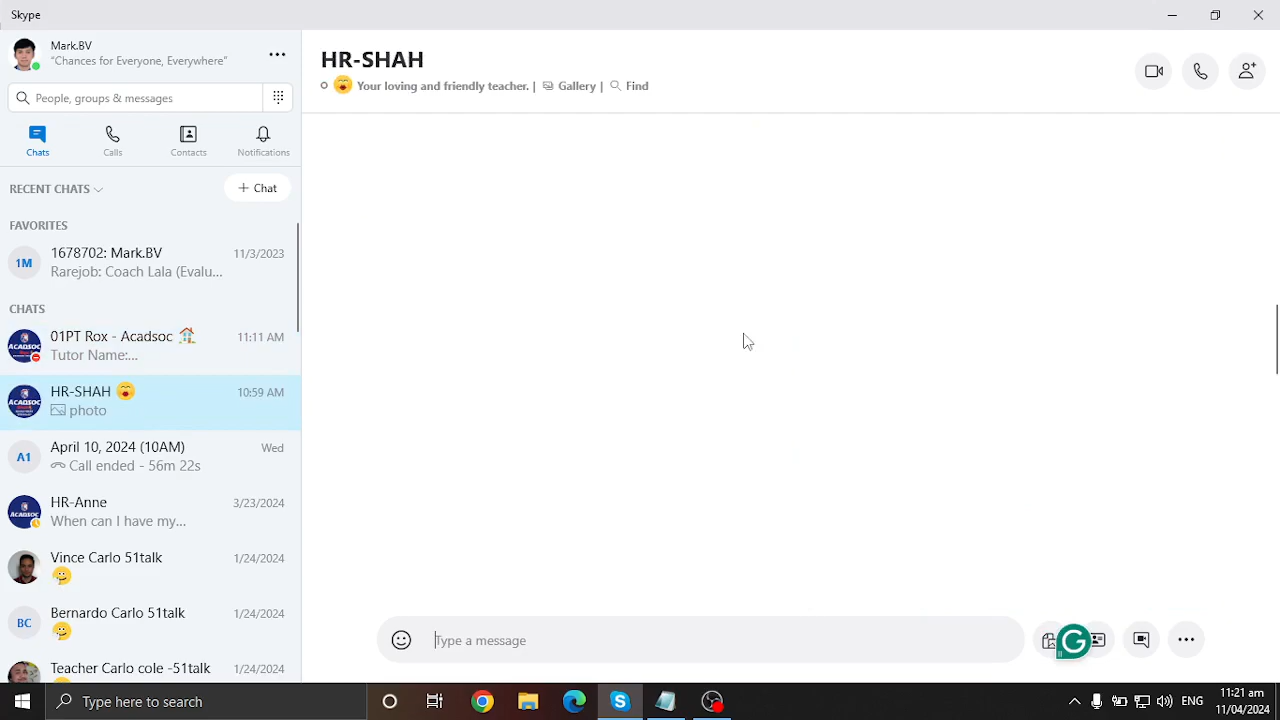 Skype
Mark.BV
"Chances for Everyone, Everywhere"
People, groups & messages
Chats
Calls
Contacts
Notifications
RECENT CHATS
Chat
FAVORITES
1M
1678702: Mark.BV
11/3/2023
Rarejob: Coach Lala (Evalu...
CHATS
01PT Rox - Acadsoc
11:11 AM
Tutor Name:...
ACADSOC
HR-SHAH
10:59 AM
photo
ACADSOC
A1
April 10, 2024 (10AM)
Wed
Call ended - 56m 22s
ACADSOC
HR-Anne
3/23/2024
When can I have my...
Vince Carlo 51talk
1/24/2024
BC
Bernardo Carlo 51talk
1/24/2024
Teacher Carlo cole -51talk
1/24/2024
HR-SHAH
Your loving and friendly teacher. | Gallery | Find
Type a message
G
Type here to search
ENG
11:21 am
11/04/2024